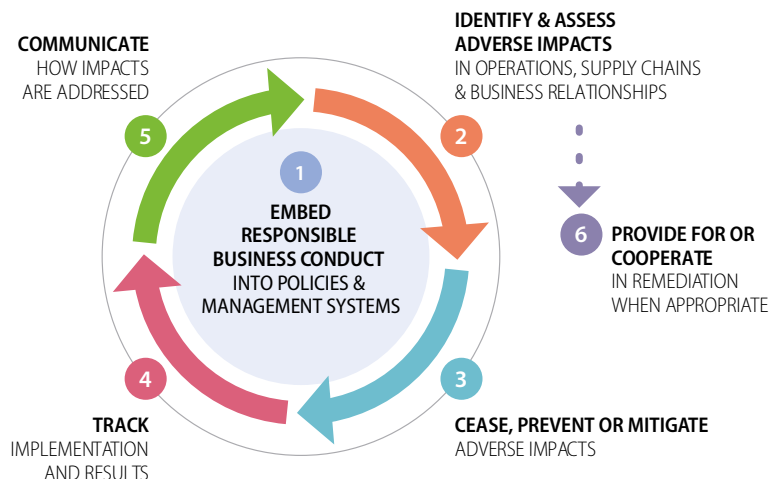 1
EMBED
RESPONSIBLE
BUSINESS CONDUCT
INTO POLICIES &
MANAGEMENT SYSTEMS
2
IDENTIFY & ASSESS
ADVERSE IMPACTS
IN OPERATIONS, SUPPLY CHAINS
& BUSINESS RELATIONSHIPS
3
CEASE, PREVENT OR MITIGATE
ADVERSE IMPACTS
4
TRACK
IMPLEMENTATION
AND RESULTS
5
COMMUNICATE
HOW IMPACTS
ARE ADDRESSED
6
PROVIDE FOR OR
COOPERATE
IN REMEDIATION
WHEN APPROPRIATE